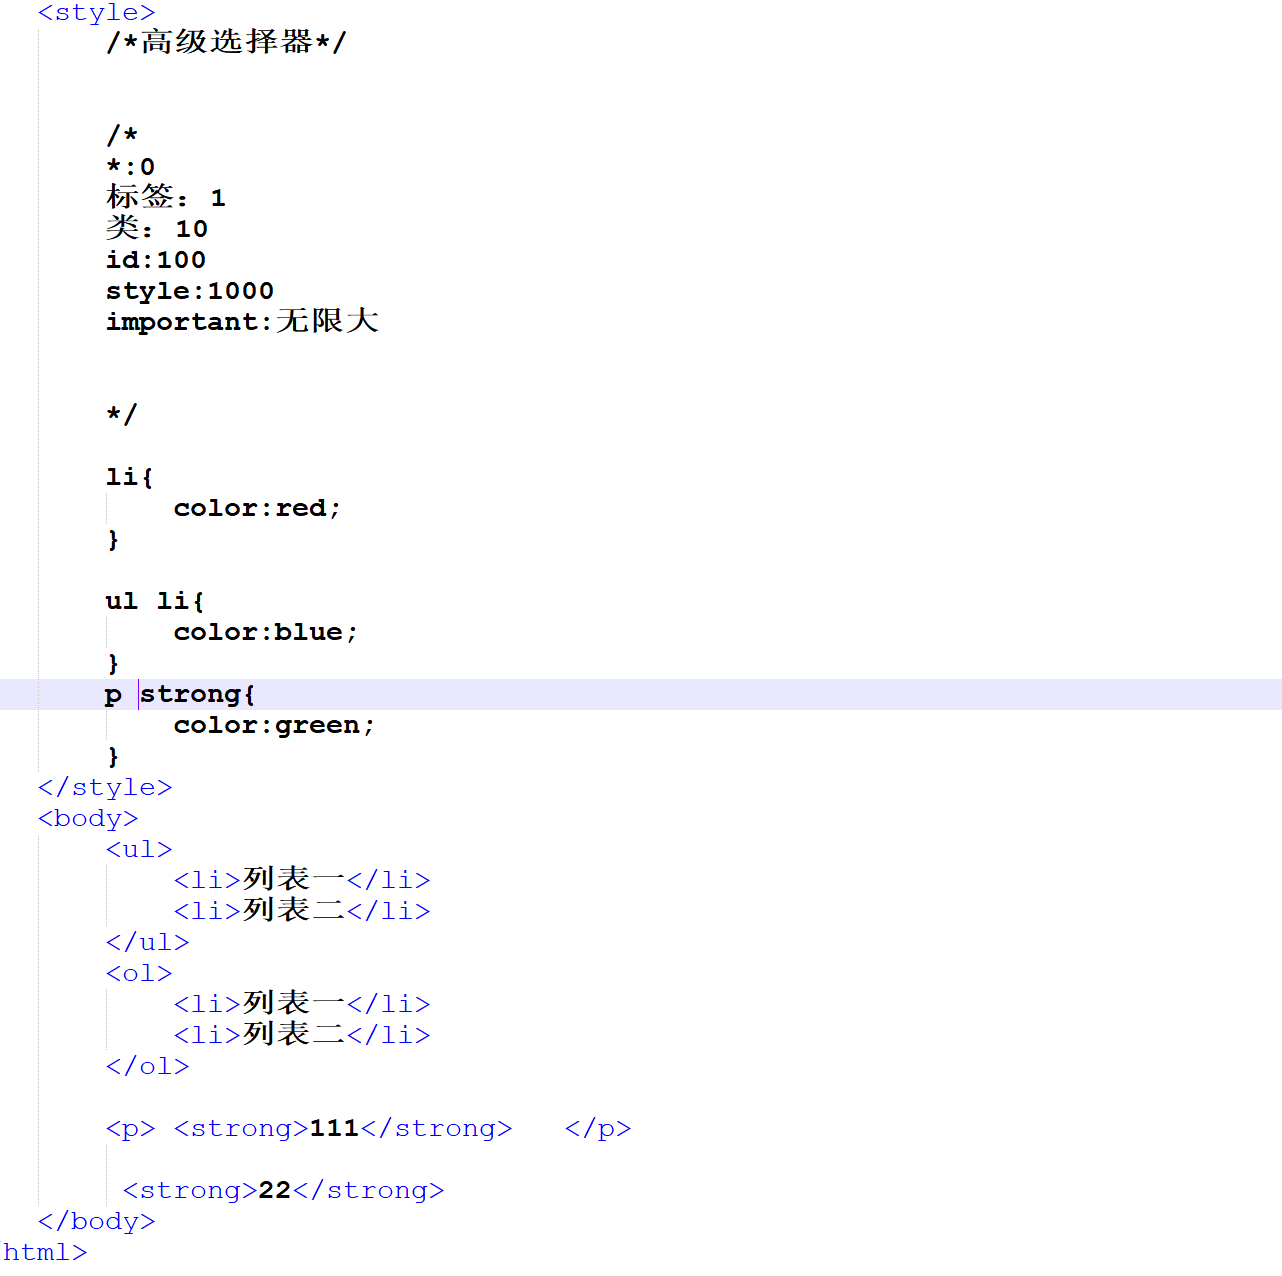 <style>
/*高级选择器*/
/*
*:0
标签：1
类：10
id:100
style:1000
important:无限大
*/
li{
color:red;
}
ul li{
color:blue;
}
p strong{
color:green;
}
</style>
<body>
<ul>
<li>列表一</li>
<li>列表二</li>
</ul>
<ol>
<li>列表一</li>
<li>列表二</li>
</ol>
<p> <strong>111</strong>   </p>
<strong>22</strong>
</body>
html>